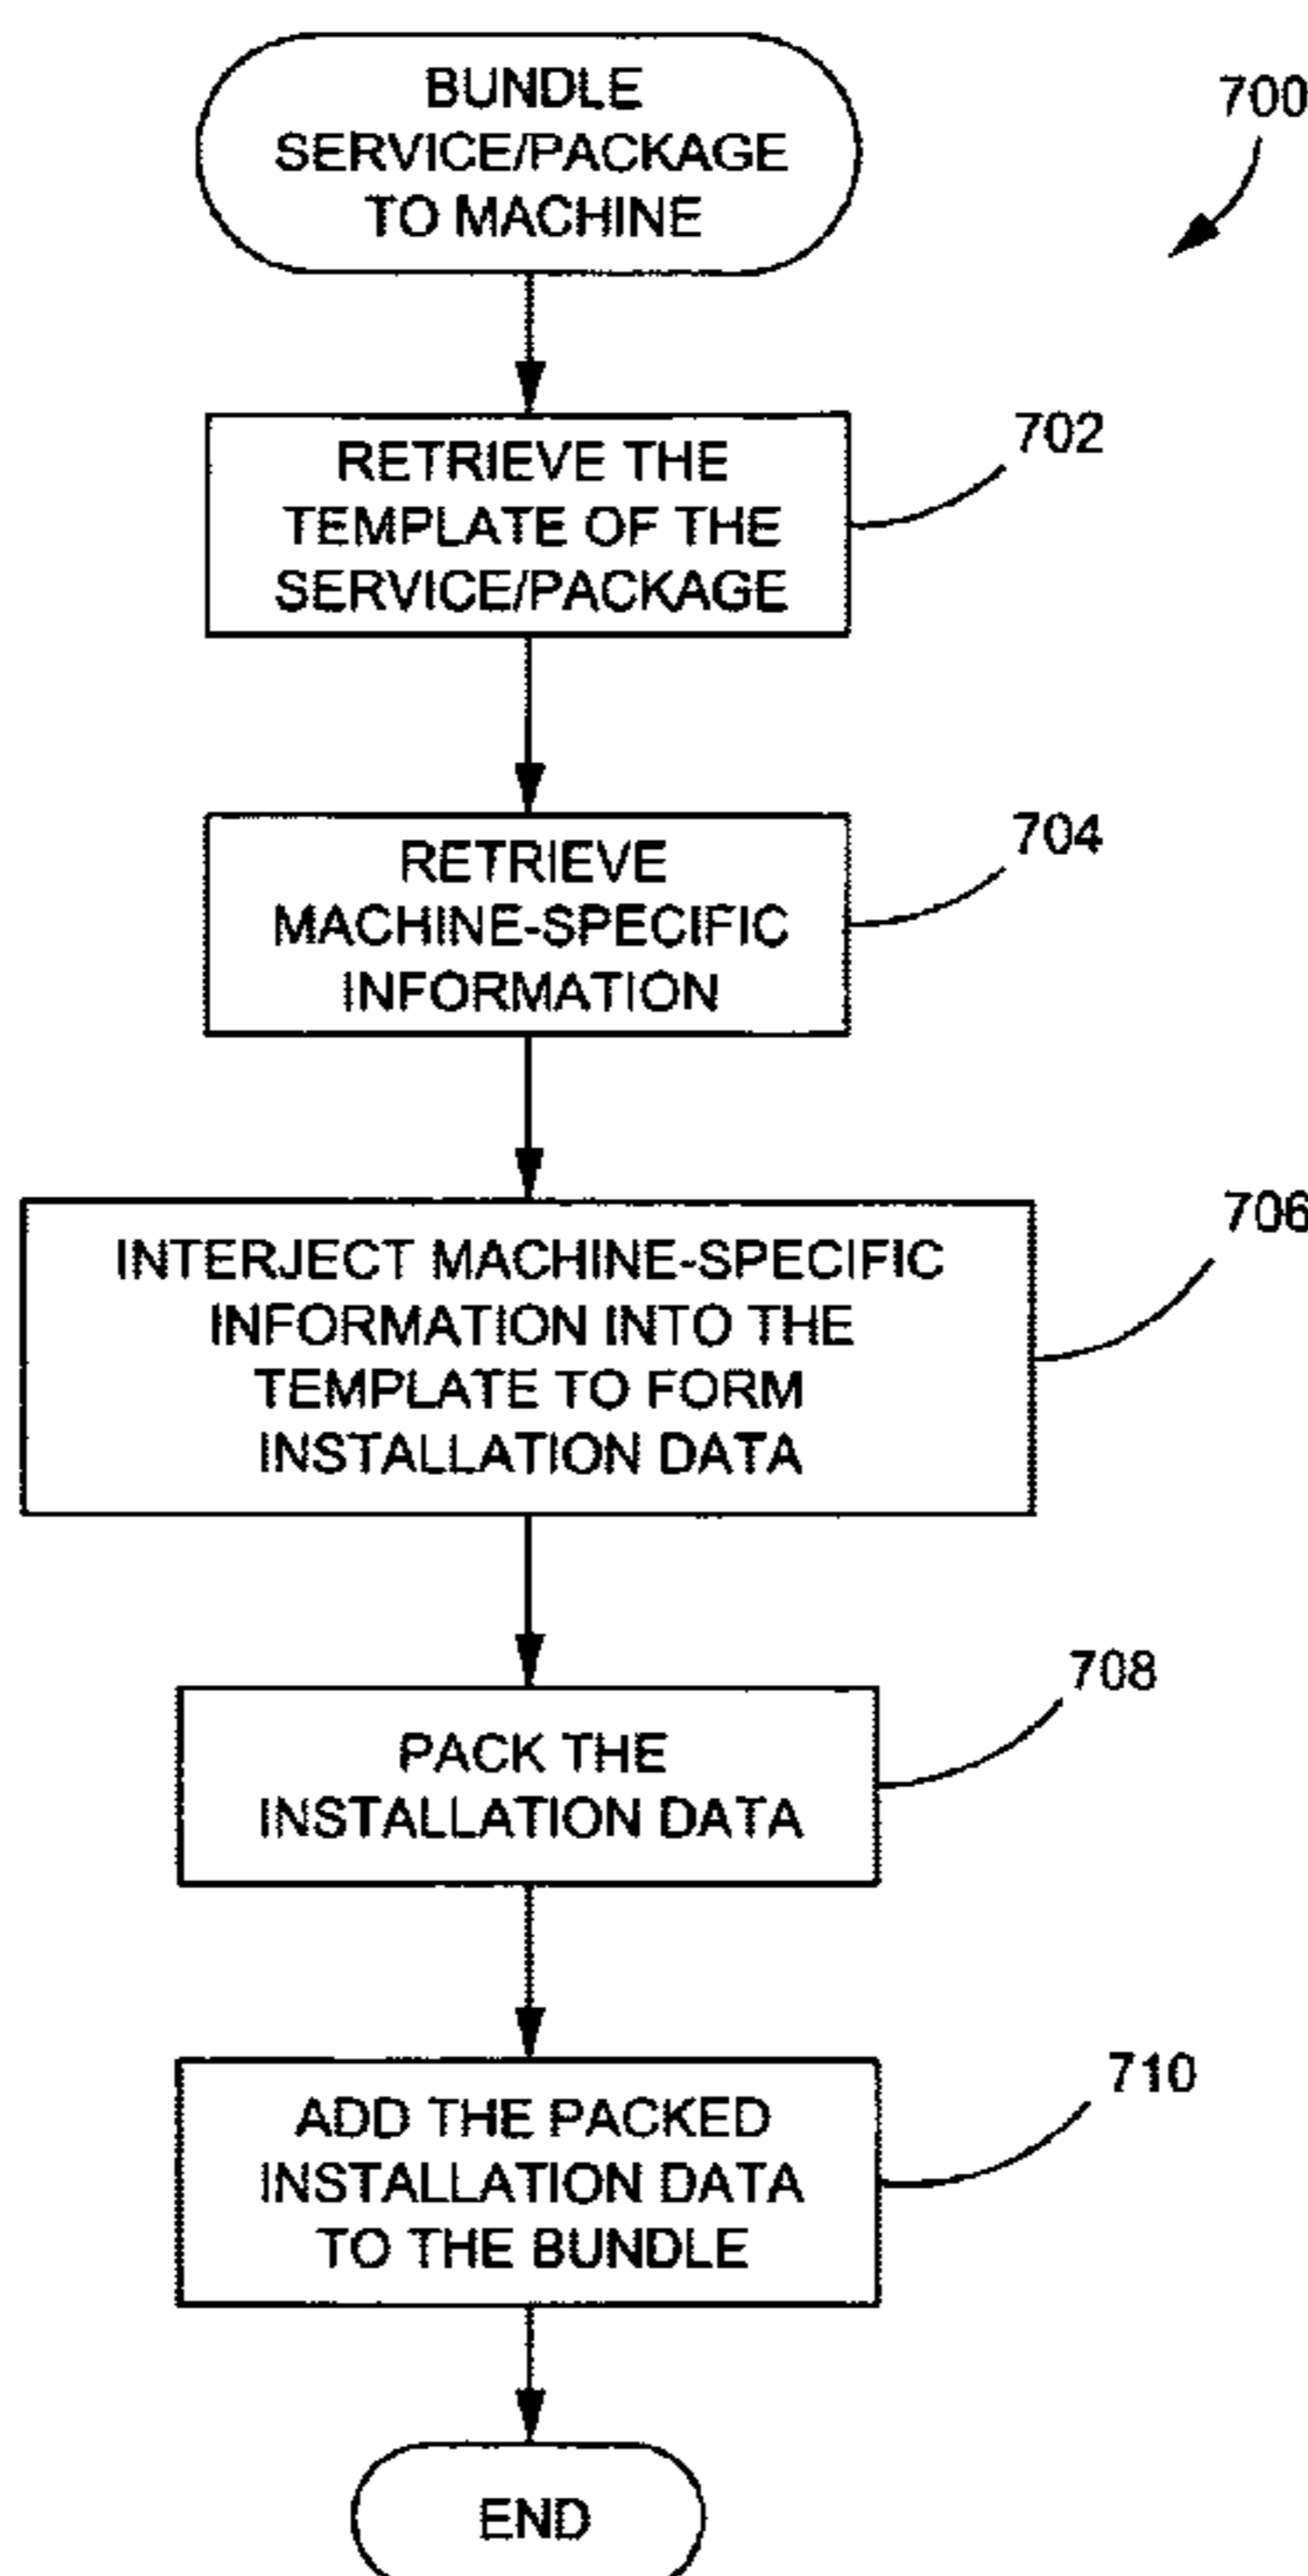 BUNDLE
SERVICE/PACKAGE
TO MACHINE
700
RETRIEVE THE
TEMPLATE OF THE
SERVICE/PACKAGE
702
RETRIEVE
MACHINE-SPECIFIC
INFORMATION
704
INTERJECT MACHINE-SPECIFIC
INFORMATION INTO THE
TEMPLATE TO FORM
INSTALLATION DATA
706
PACK THE
INSTALLATION DATA
708
ADD THE PACKED
INSTALLATION DATA
TO THE BUNDLE
710
END